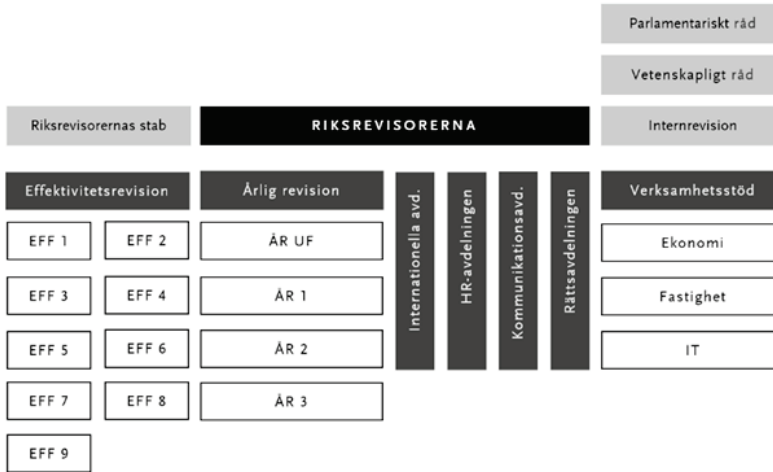 Parlamentariskt råd
Vetenskapligt råd
Riksrevisorernas stab
RIKSREVISORERNA
Internrevision
Effektivitetsrevision
Årlig revision
Internationella avd.
HR-avdelningen
Kommunikationsavd.
Rättsavdelningen
Verksamhetsstöd
EFF 1
EFF 2
ÅR UF
Ekonomi
EFF 3
EFF 4
ÅR 1
Fastighet
EFF 5
EFF 6
ÅR 2
IT
EFF 7
EFF 8
ÅR 3
EFF 9